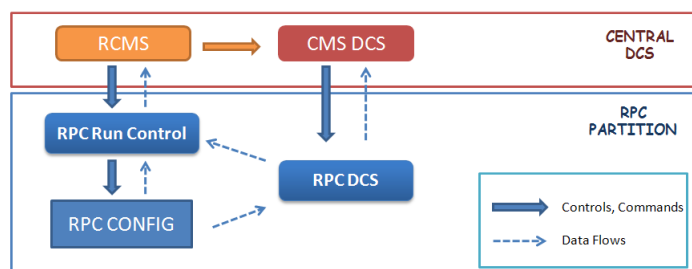 RCMS
CMS DCS
CENTRAL
DCS
RPC
PARTITION
RPC Run Control
RPC DCS
RPC CONFIG
Controls, Commands
Data Flows